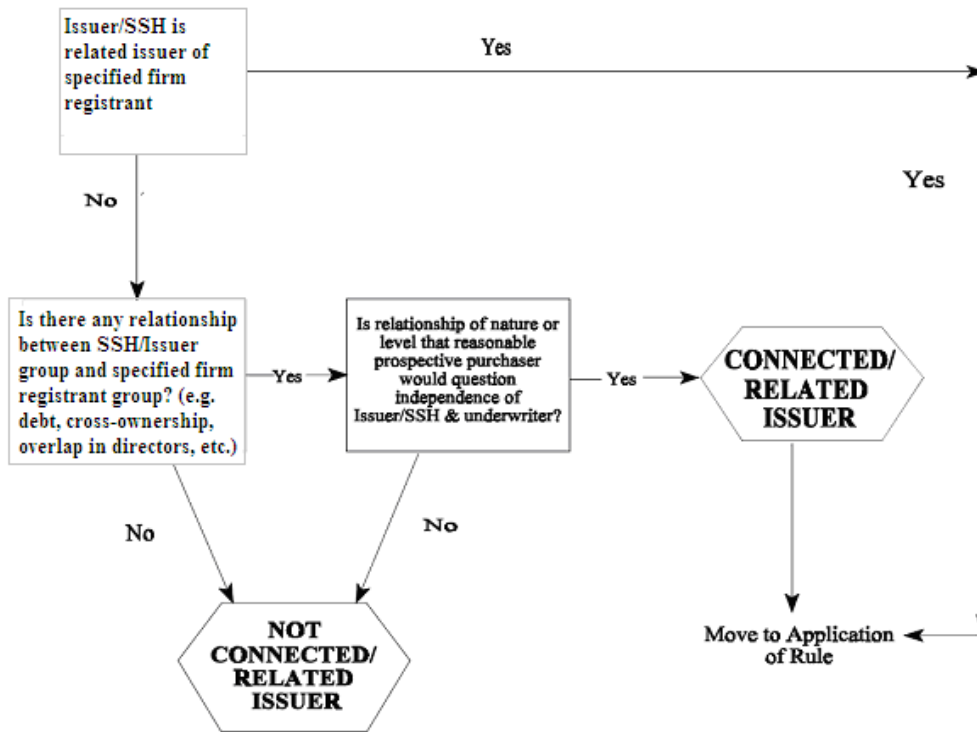 Issuer/SSH is
related issuer of
specified firm
registrant
Yes
Yes
No
Is there any relationship
between SSH/Issuer
group and specified firm
registrant group? (e.g.
debt, cross-ownership,
overlap in directors, etc.)
Yes
Is relationship of nature or
level that reasonable
prospective purchaser
would question
independence of
Issuer/SSH & underwriter?
Yes
CONNECTED/
RELATED
ISSUER
No
No
NOT
CONNECTED/
RELATED
ISSUER
Move to Application
of Rule